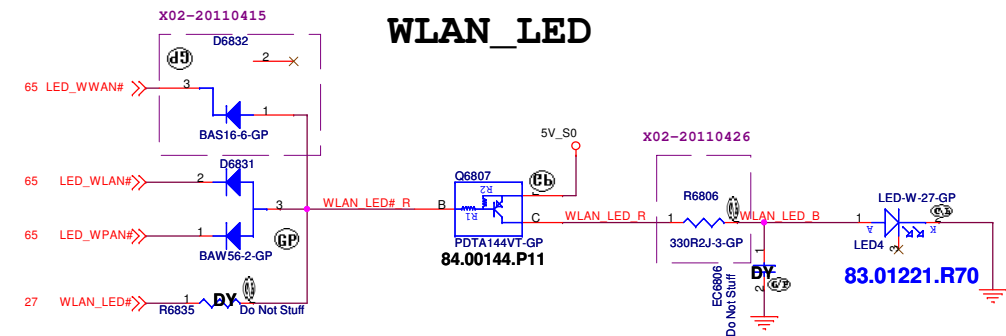 X02-20110415
WLAN_LED
D6832
GP
2
65 LED_WWAN#
3
1
BAS16-6-GP
5V_S0
X02-20110426
D6831
65 LED_WLAN#
2
3
WLAN_LED#_R
Q6807
R2
B
R1
E
C
WLAN_LED_R
R6806
1
2
WLAN_LED_B
330R2J-3-GP
LED-W-27-GP
1
A
K
2
LED4
3
65 LED_WPAN#
1
GP
BAW56-2-GP
PDTA144VT-GP
84.00144.P11
83.01221.R70
1
DY
2
EC6806
Do Not Stuff
27 WLAN_LED#
1
DY
R6835
Do Not Stuff